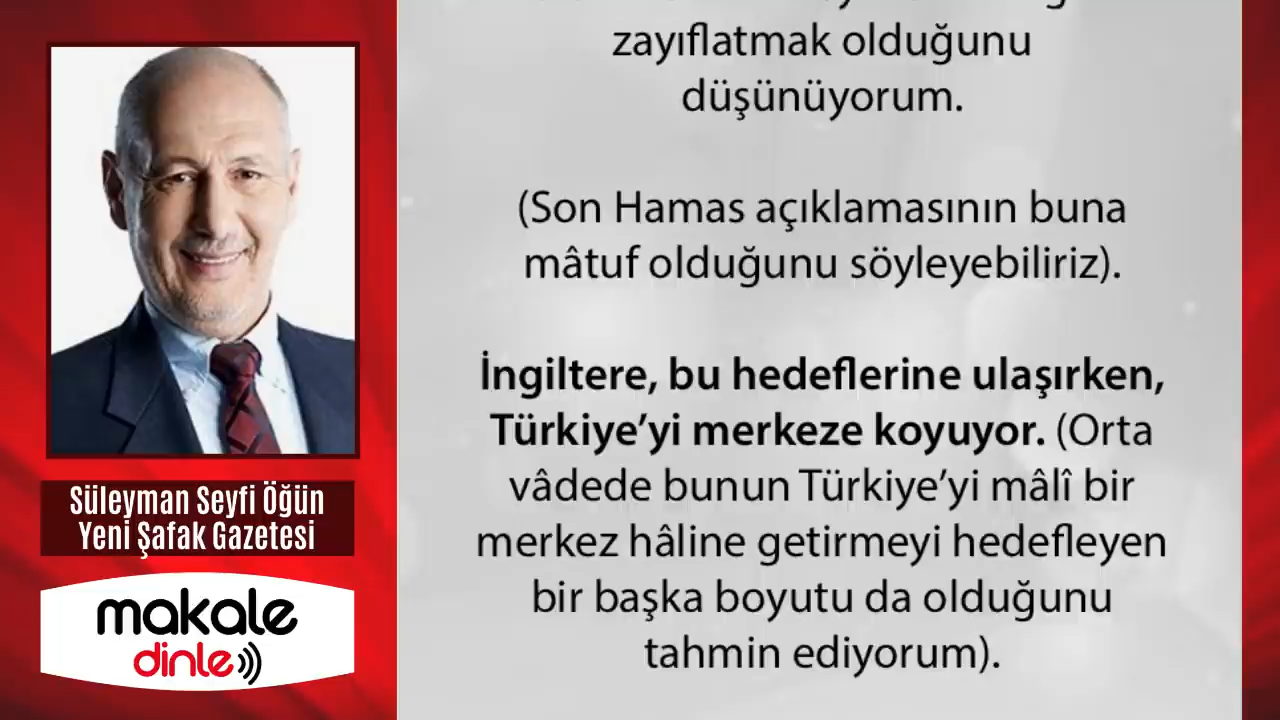 zayıflatmak olduğunu
düşünüyorum.
(Son Hamas açıklamasının buna
mâtuf olduğunu söyleyebiliriz).
İngiltere, bu hedeflerine ulaşırken,
Türkiye’yi merkeze koyuyor. (Orta
vâdede bunun Türkiye’yi mâlî bir
merkez hâline getirmeyi hedefleyen
bir başka boyutu da olduğunu
tahmin ediyorum).
Süleyman Seyfi Öğün
Yeni Şafak Gazetesi
makale
dinle